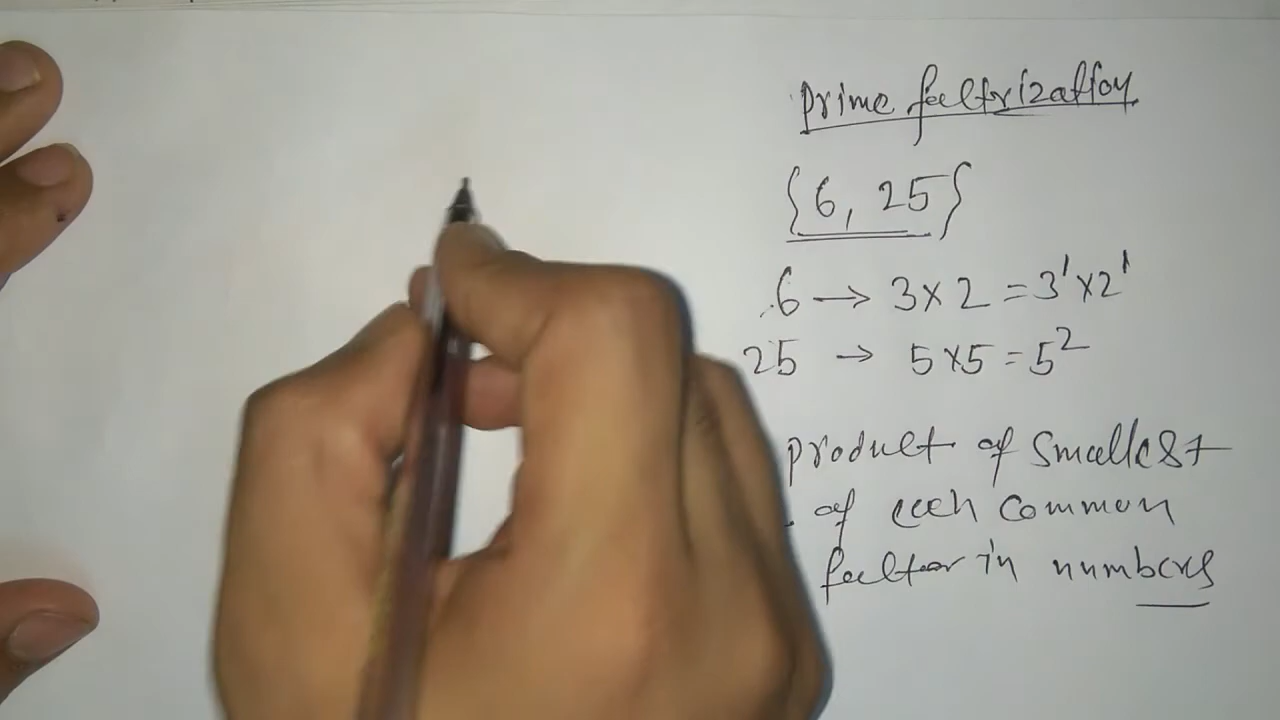 prime factorization
{6, 25}
6 → 3×2 = 3¹×2¹
25 → 5×5 = 5²
product of smallest
of each common
factor in numbers